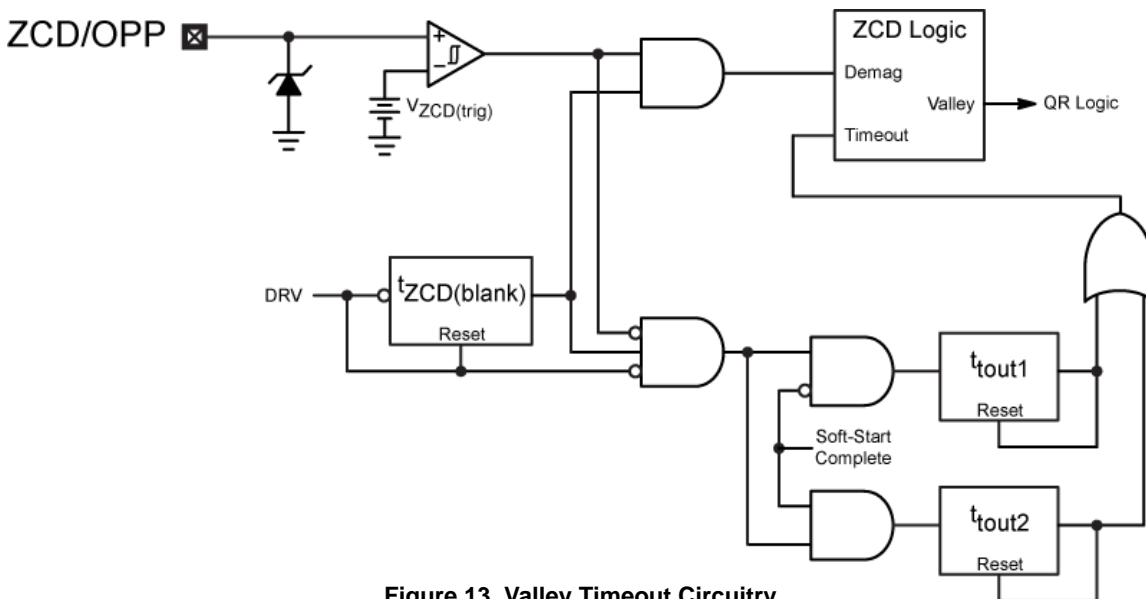 ZCD/OPP
VZCD(trig)
ZCD Logic
Demag
Valley
Timeout
QR Logic
DRV
tZCD(blank)
Reset
ttout1
Reset
Soft-Start
Complete
ttout2
Reset
Figure 13. Valley Timeout Circuitry